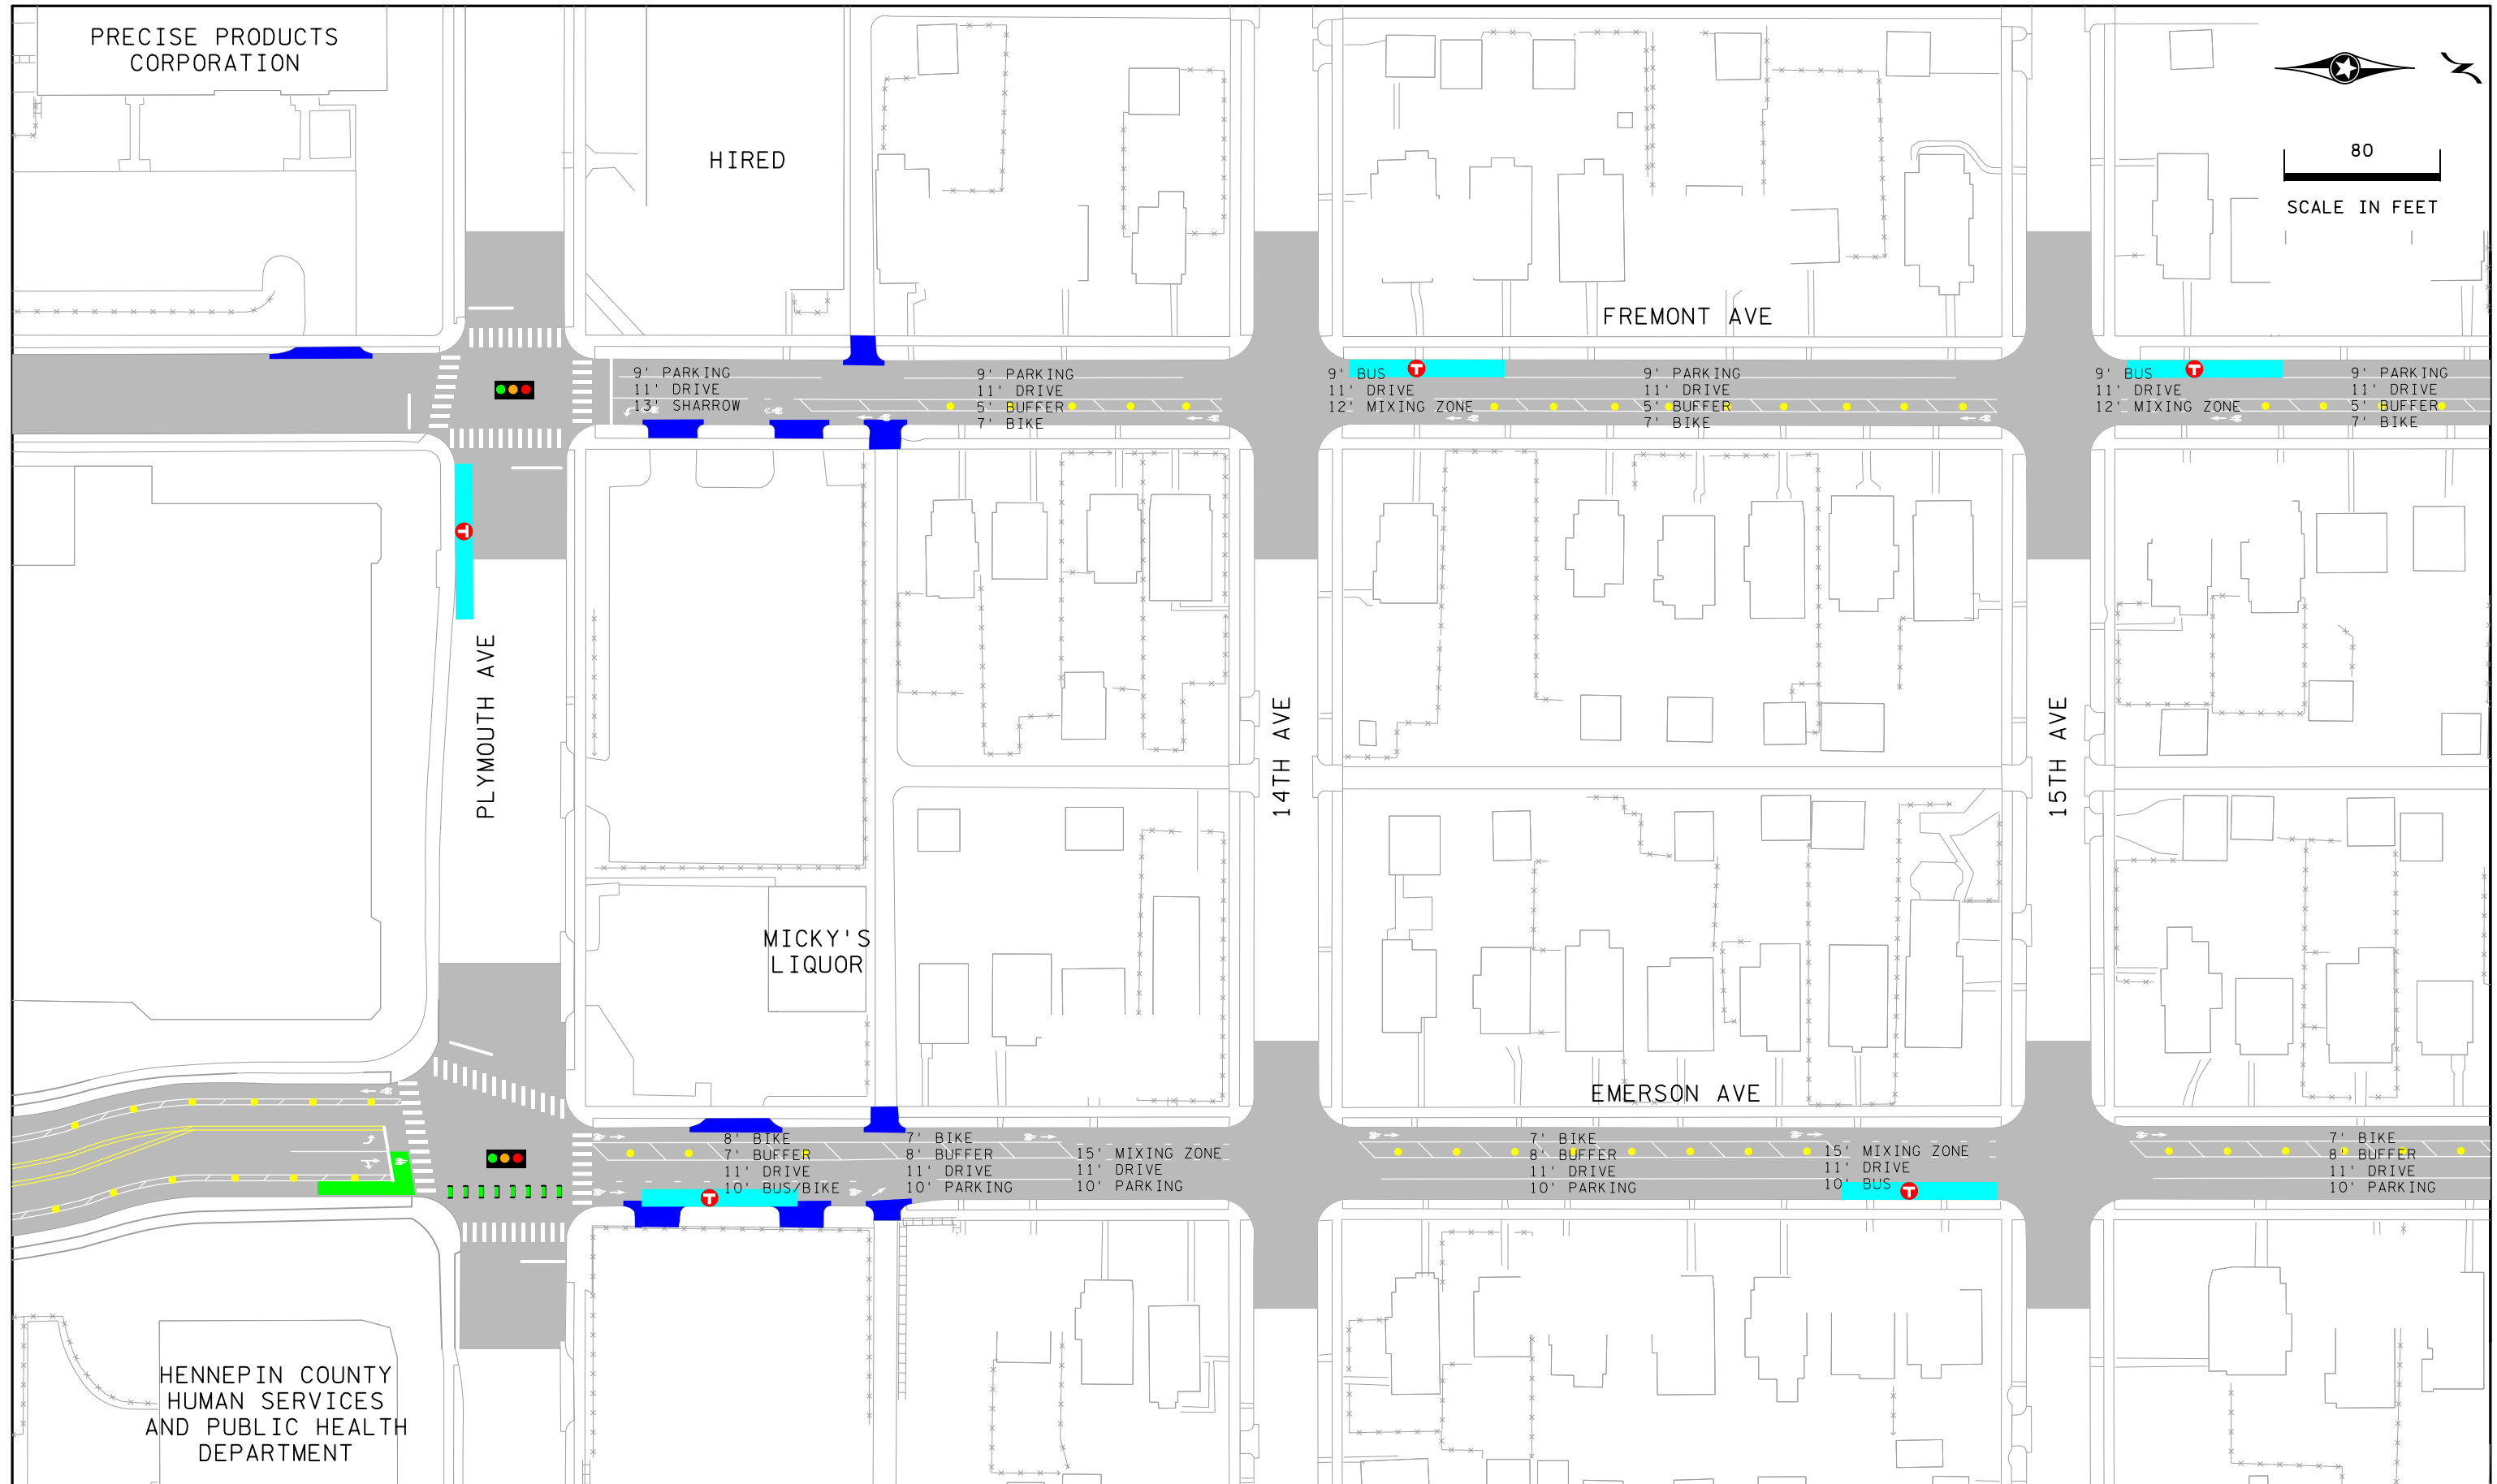 PRECISE PRODUCTS
CORPORATION
HIRED
80
SCALE IN FEET
FREMONT AVE
9' PARKING
11' DRIVE
13' SHARROW
9' PARKING
11' DRIVE
5' BUFFER
7' BIKE
9' BUS
11' DRIVE
12' MIXING ZONE
9' PARKING
11' DRIVE
5' BUFFER
7' BIKE
9' BUS
11' DRIVE
12' MIXING ZONE
9' PARKING
11' DRIVE
5' BUFFER
7' BIKE
T
T
T
PLYMOUTH AVE
14TH AVE
15TH AVE
MICKY'S
LIQUOR
EMERSON AVE
8' BIKE
7' BUFFER
11' DRIVE
10' BUS/BIKE
7' BIKE
8' BUFFER
11' DRIVE
10' PARKING
15' MIXING ZONE
11' DRIVE
10' PARKING
7' BIKE
8' BUFFER
11' DRIVE
10' PARKING
15' MIXING ZONE
11' DRIVE
10' BUS
7' BIKE
8' BUFFER
11' DRIVE
10' PARKING
T
T
HENNEPIN COUNTY
HUMAN SERVICES
AND PUBLIC HEALTH
DEPARTMENT